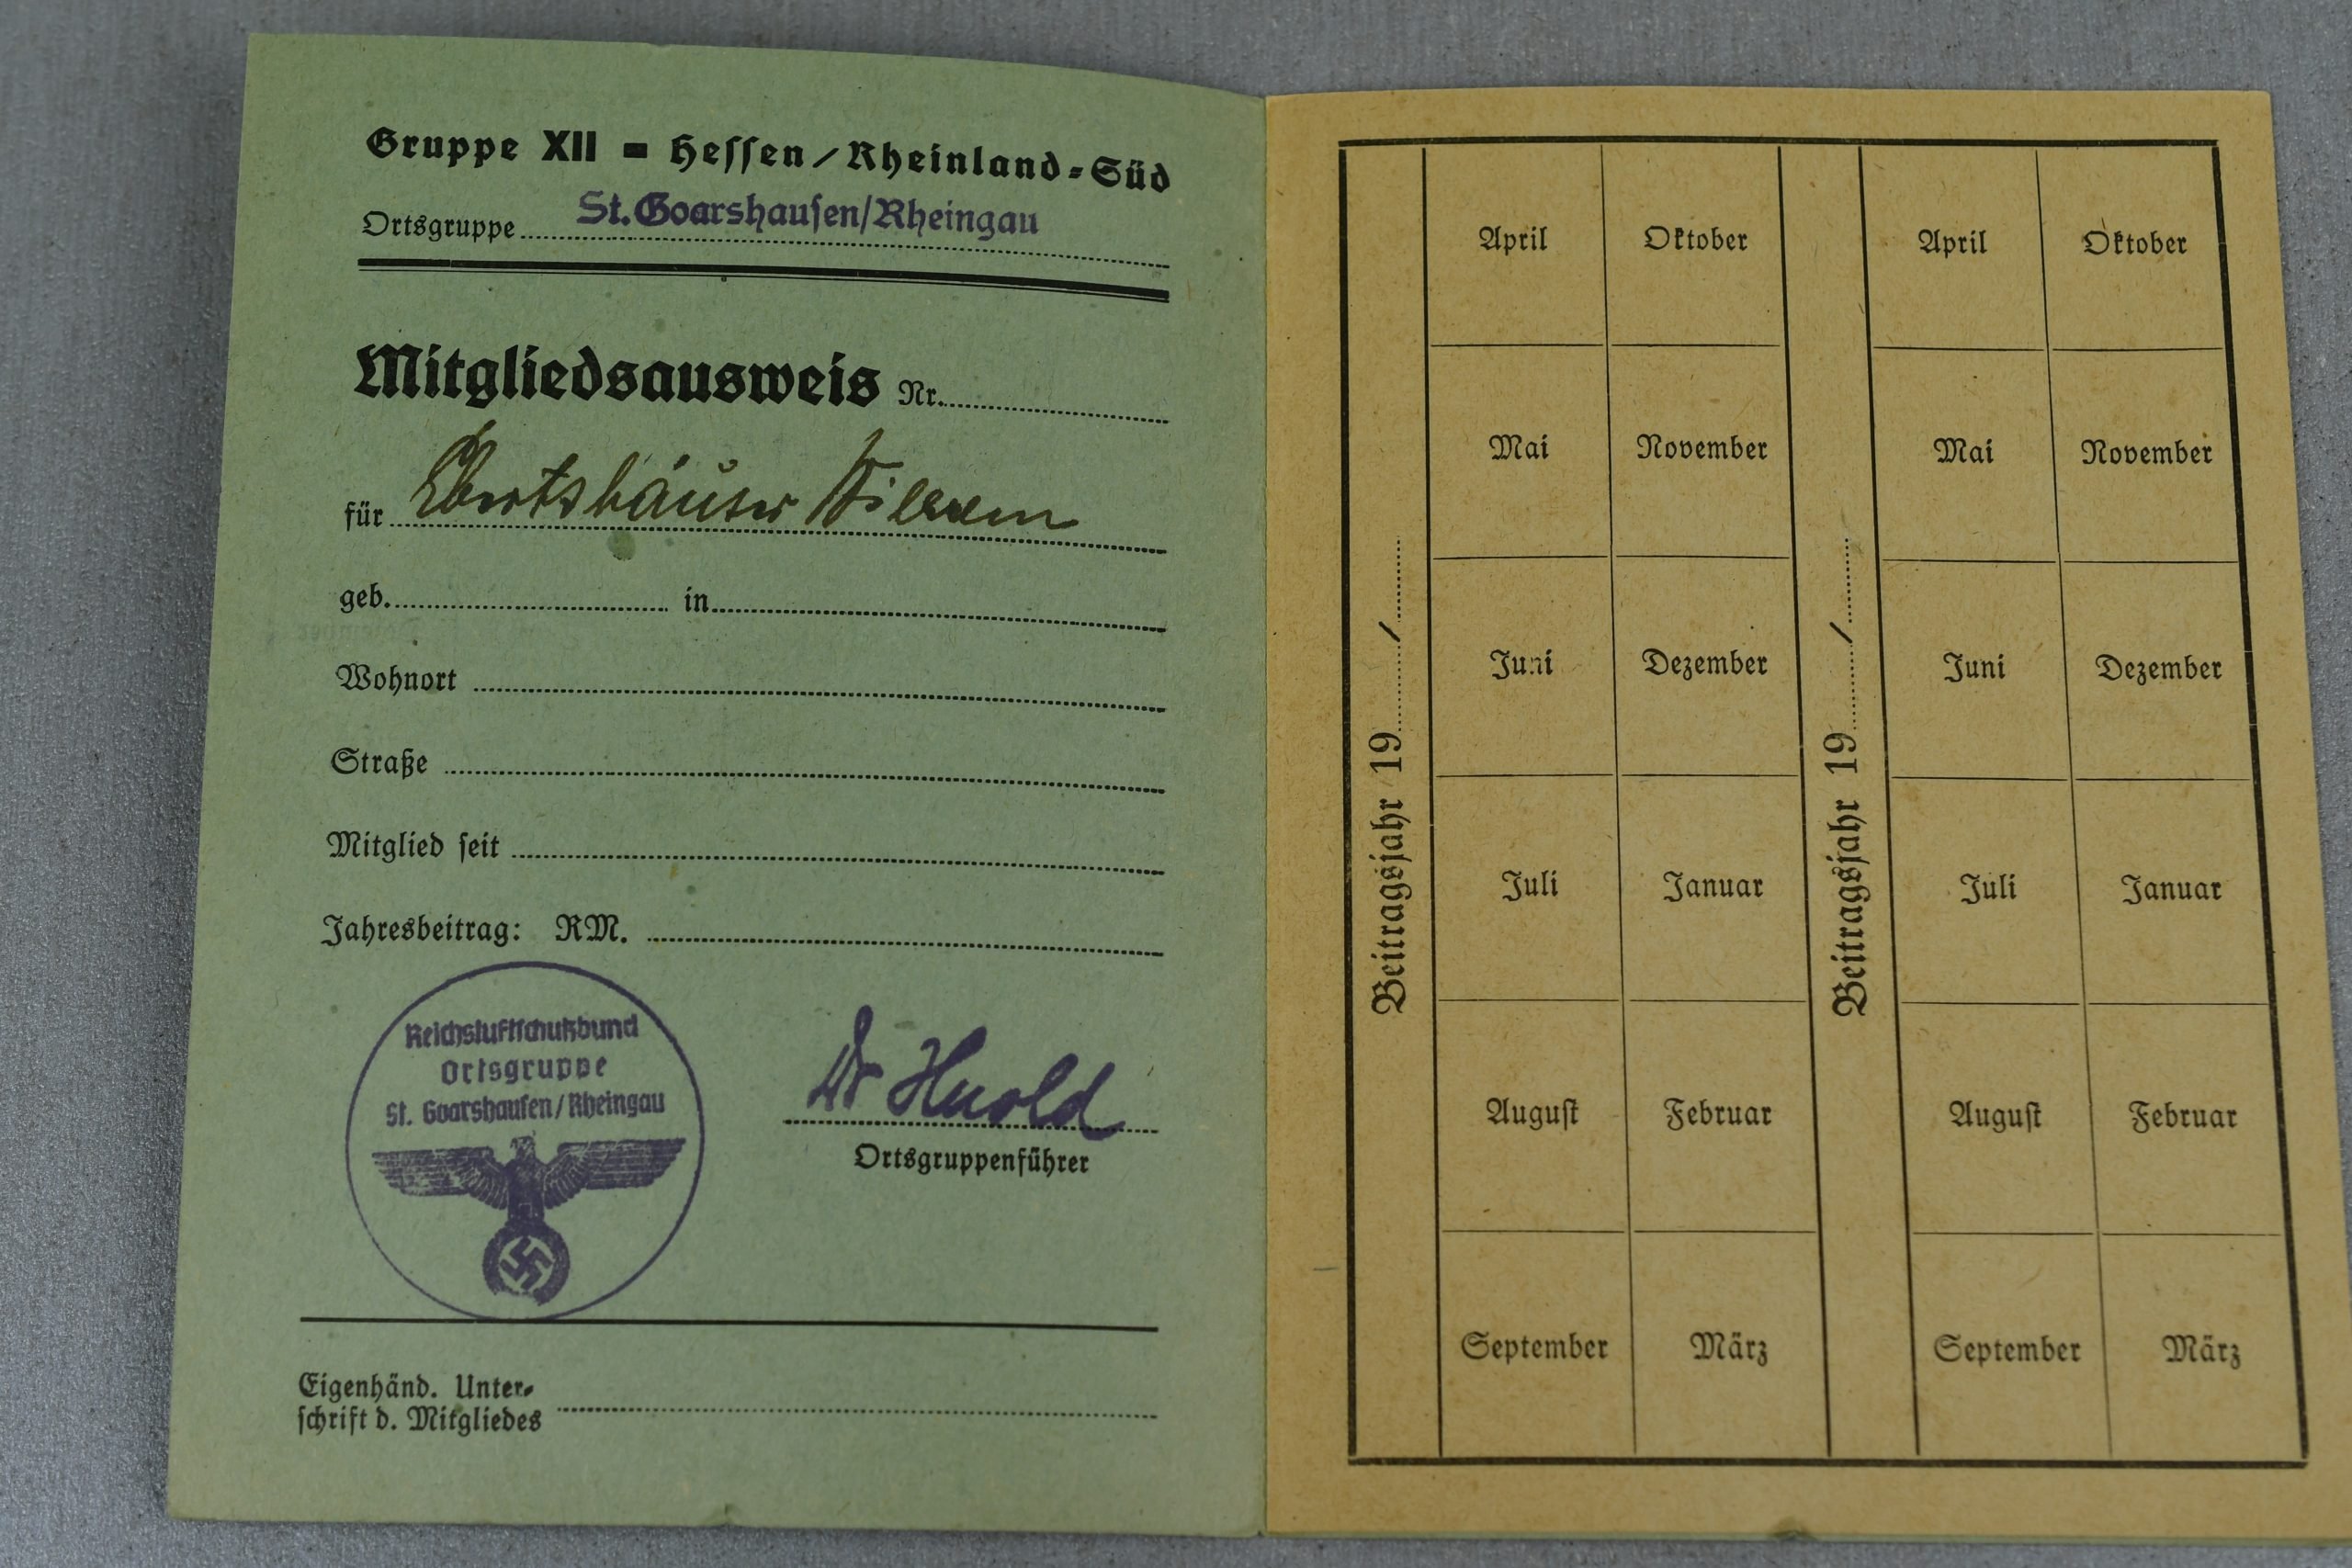 Gruppe XII = Hessen/Rheinland=Süd
Ortsgruppe St.Goarshausen/Rheingau
Mitgliedsausweis Nr.
für Ebertshäuser
geb. in
Wohnort
Straße
Mitglied seit
Jahresbeitrag: RM.
Reichsluftschutzbund
Ortsgruppe
St. Goarshausen/Rheingau
Dr
Ortsgruppenführer
Eigenhänd. Unter=
schrift d. Mitgliedes
Beitragsjahr 19 /
April Oktober
Mai November
Juni Dezember
Juli Januar
August Februar
September März
Beitragsjahr 19 /
April Oktober
Mai November
Juni Dezember
Juli Januar
August Februar
September März